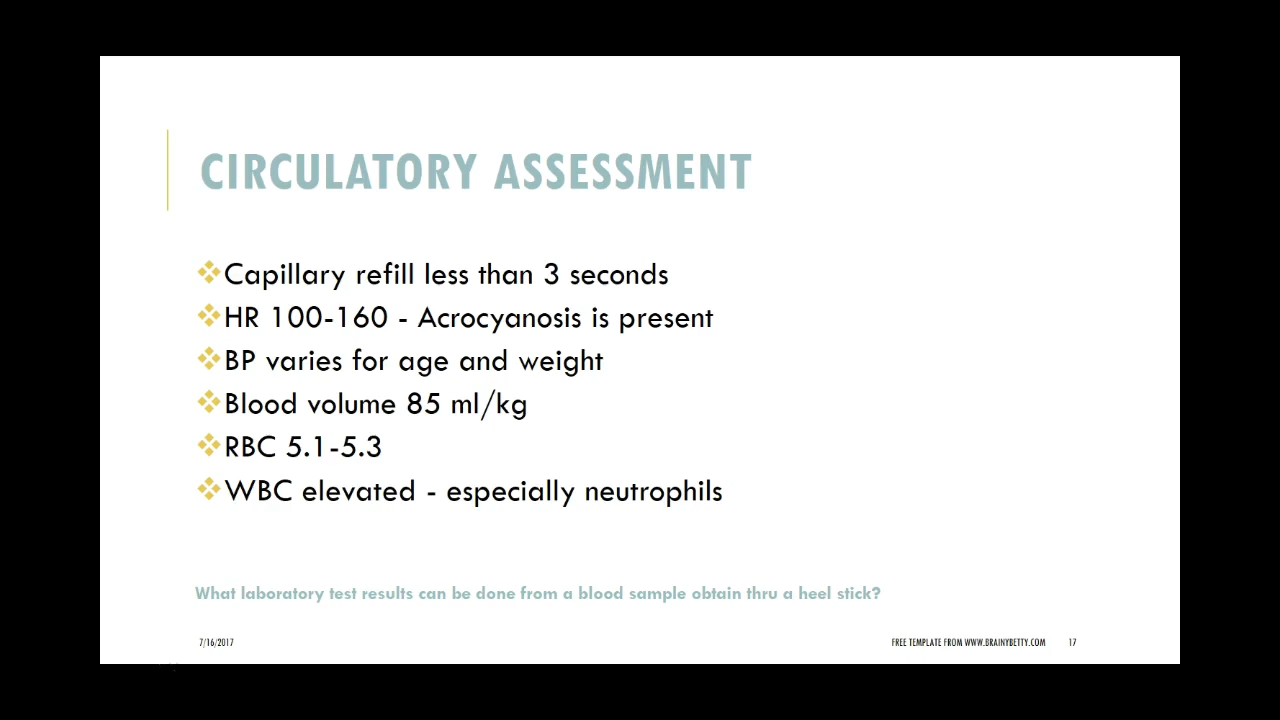 CIRCULATORY ASSESSMENT
Capillary refill less than 3 seconds
HR 100-160 - Acrocyanosis is present
BP varies for age and weight
Blood volume 85 ml/kg
RBC 5.1-5.3
WBC elevated - especially neutrophils
What laboratory test results can be done from a blood sample obtain thru a heel stick?
7/16/2017
FREE TEMPLATE FROM WWW.BRAINYBETTY.COM
17